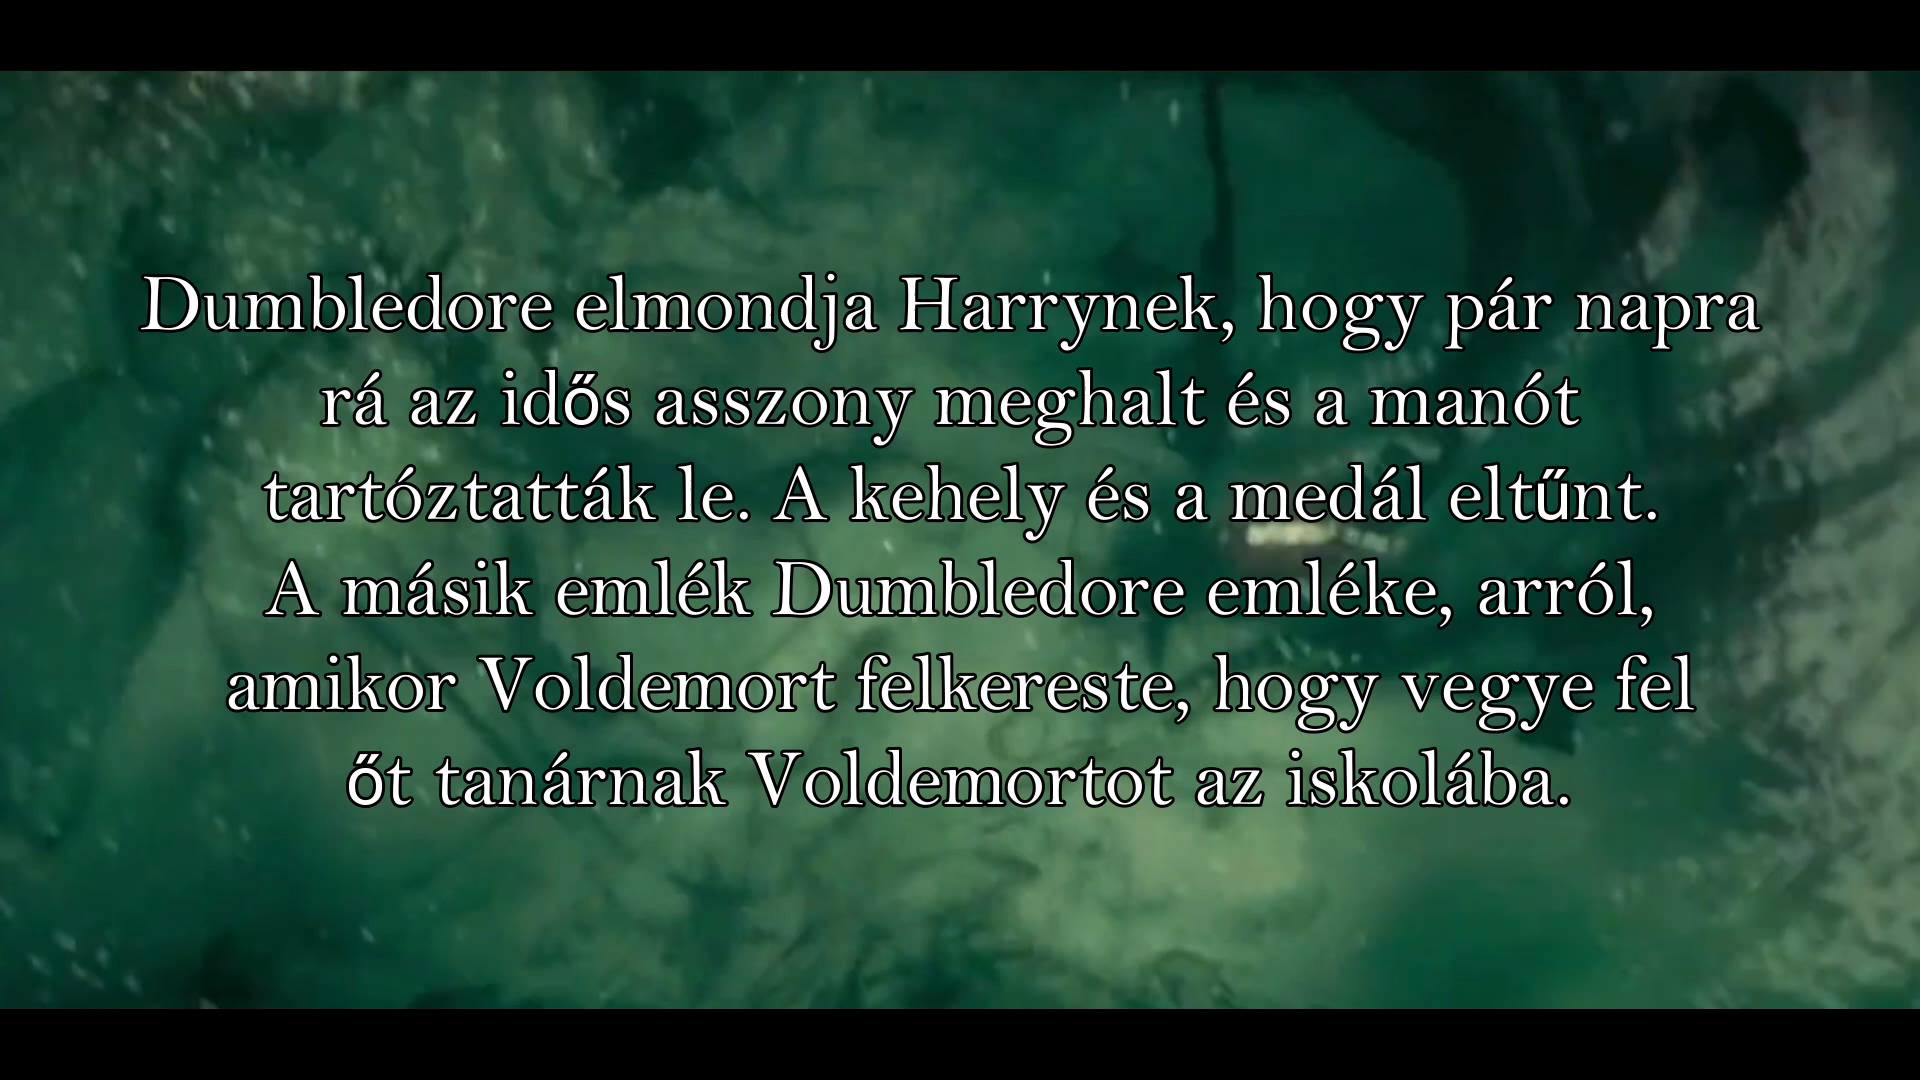 Dumbledore elmondja Harrynek, hogy pár napra
rá az idős asszony meghalt és a manót
tartóztatták le. A kehely és a medál eltűnt.
A másik emlék Dumbledore emléke, arról,
amikor Voldemort felkereste, hogy vegye fel
őt tanárnak Voldemortot az iskolába.